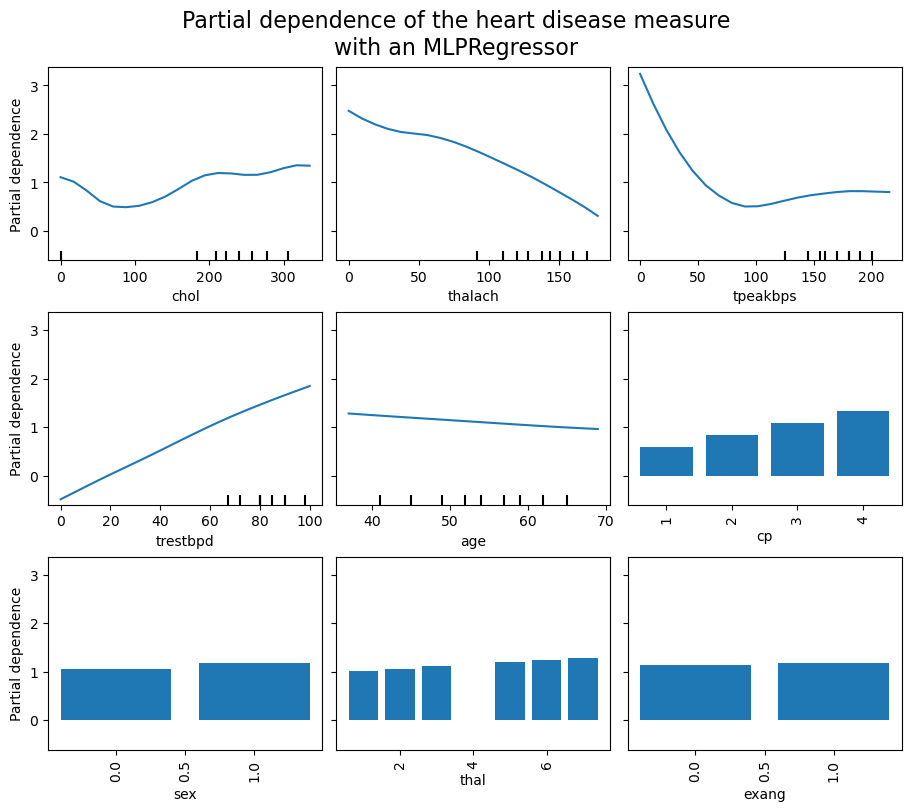 Partial dependence of the heart disease measure
with an MLPRegressor
3
2
1
0
Partial dependence
0 100 200 300
chol
0 50 100 150
thalach
0 50 100 150 200
tpeakbps
3
2
1
0
Partial dependence
0 20 40 60 80 100
trestbpd
40 50 60 70
age
1 2 3 4
cp
3
2
1
0
Partial dependence
0.0 0.5 1.0
sex
2 4 6
thal
0.0 0.5 1.0
exang